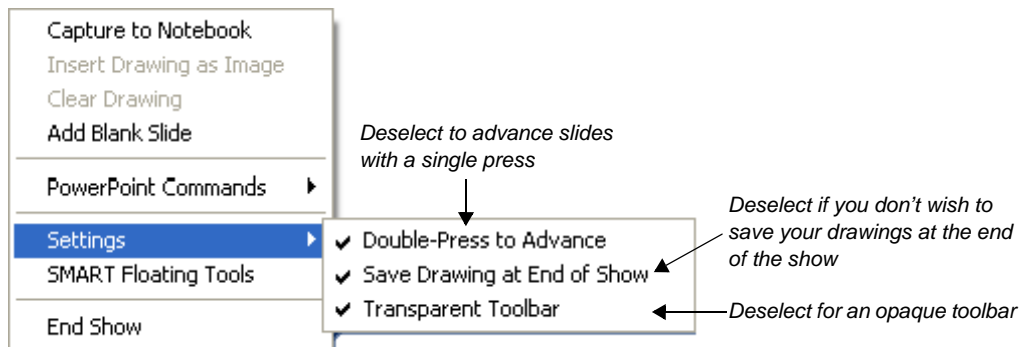 Capture to Notebook
Insert Drawing as Image
Clear Drawing
Add Blank Slide
PowerPoint Commands
Settings
SMART Floating Tools
End Show
Deselect to advance slides
with a single press
Double-Press to Advance
Save Drawing at End of Show
Transparent Toolbar
Deselect if you don’t wish to
save your drawings at the end
of the show
Deselect for an opaque toolbar